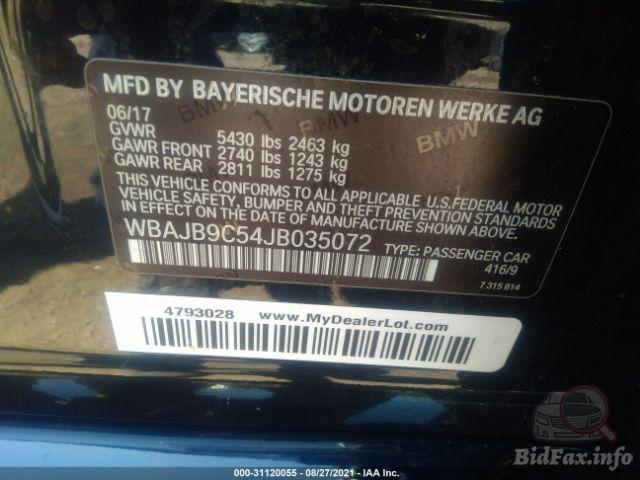 MFD BY BAYERISCHE MOTOREN WERKE AG
BMW
BMW
06/17
GVWR 5430 lbs 2463 kg
GAWR FRONT 2740 lbs 1243 kg
GAWR REAR 2811 lbs 1275 kg
BMW
THIS VEHICLE CONFORMS TO ALL APPLICABLE U.S.FEDERAL MOTOR
VEHICLE SAFETY, BUMPER AND THEFT PREVENTION STANDARDS
IN EFFECT ON THE DATE OF MANUFACTURE SHOWN ABOVE.
WBAJB9C54JB035072 TYPE: PASSENGER CAR
416/9
7 315 814
4793028 www.MyDealerLot.com
BidFax.info
000-31120055 - 08/27/2021 - IAA Inc.